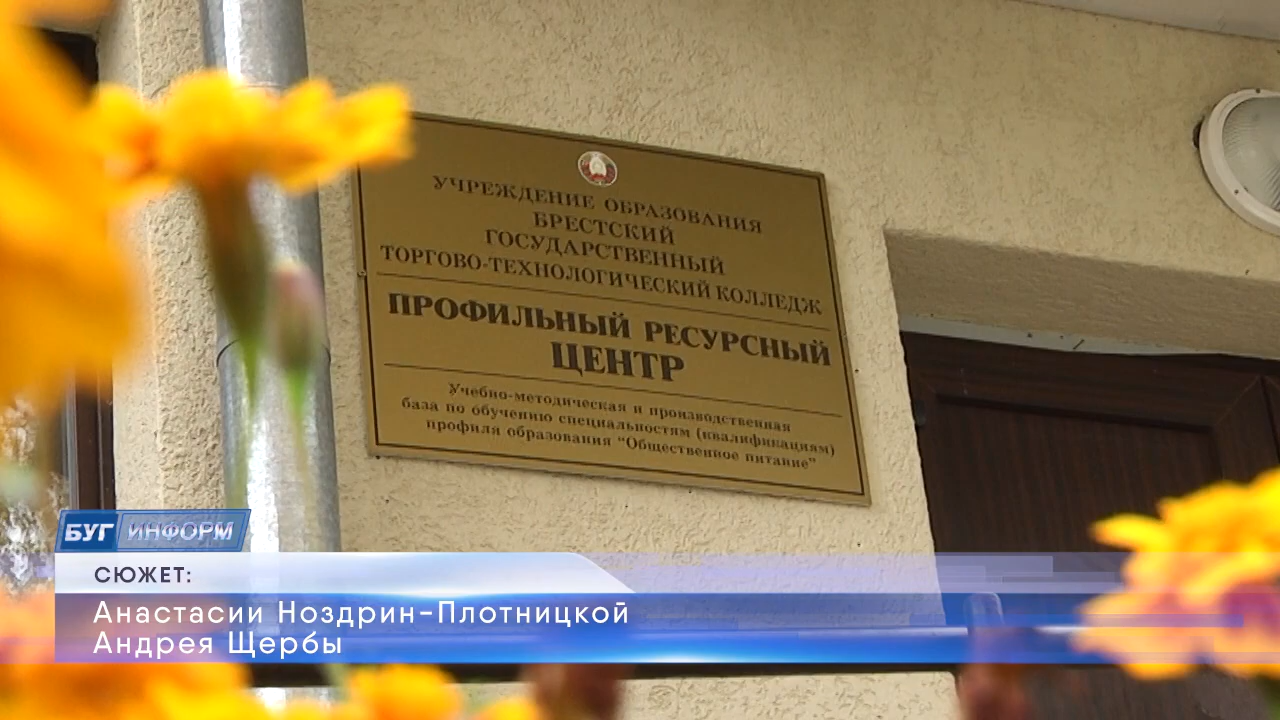 УЧРЕЖДЕНИЕ ОБРАЗОВАНИЯ
БРЕСТСКИЙ
ГОСУДАРСТВЕННЫЙ
ТОРГОВО-ТЕХНОЛОГИЧЕСКИЙ КОЛЛЕДЖ
ПРОФИЛЬНЫЙ РЕСУРСНЫЙ
ЦЕНТР
Учебно-методическая и производственная
база по обучению специальностям (квалификациям)
профиля образования "Общественное питание"
БУГ ИНФОРМ
СЮЖЕТ:
Анастасии Ноздрин-Плотницкой
Андрея Щербы